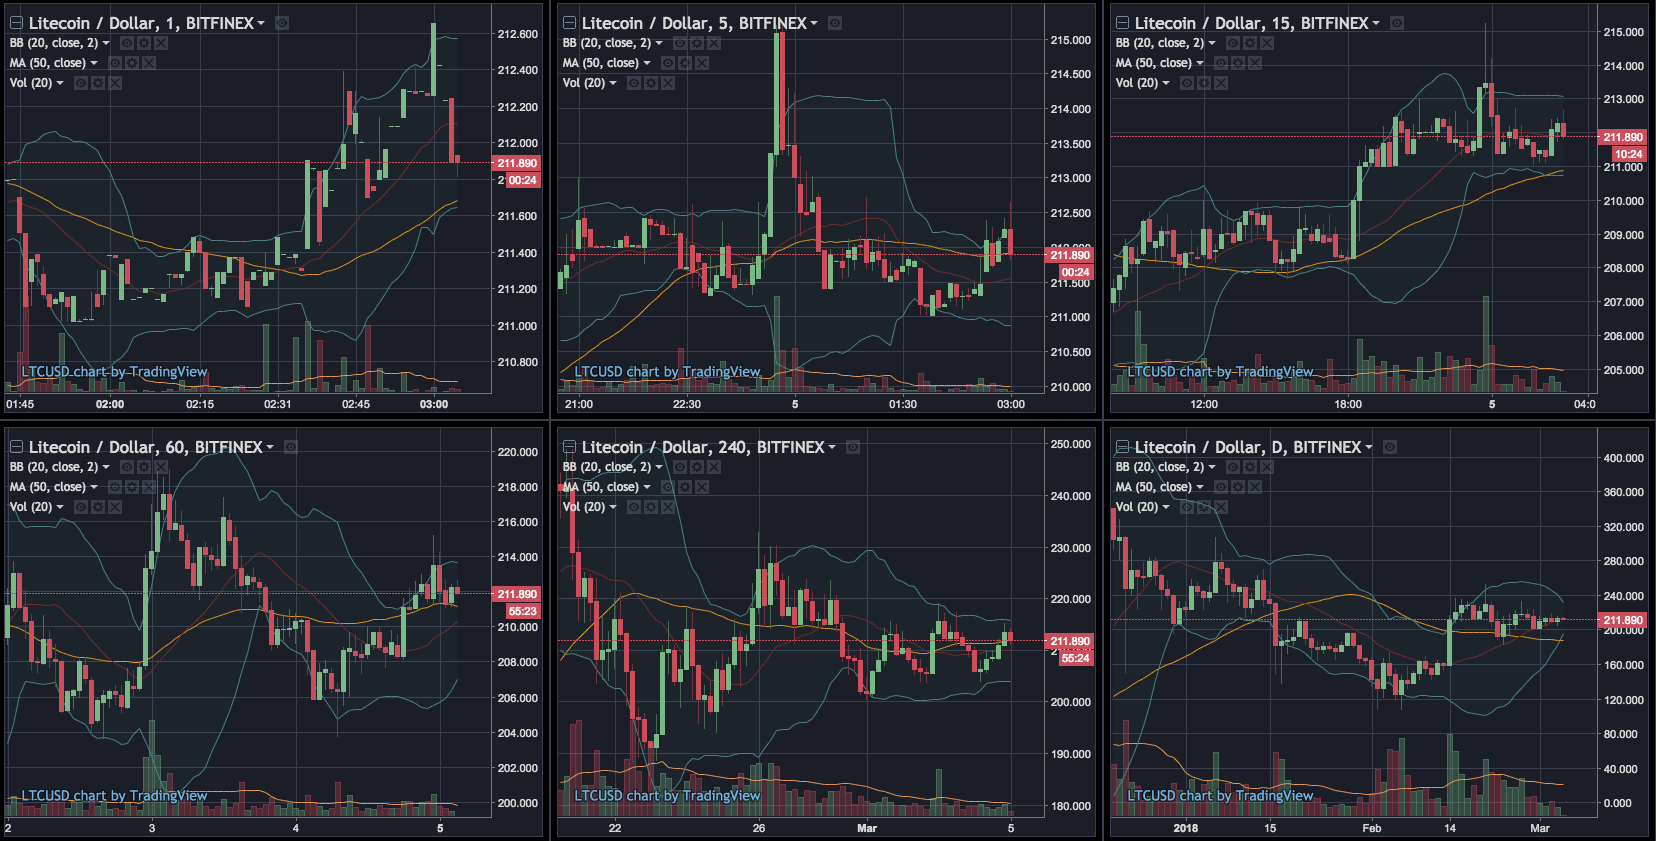 Litecoin / Dollar, 1, BITFINEX
BB (20, close, 2)
MA (50, close)
Vol (20)
212.600
212.400
212.200
212.000
211.890
00:24
211.600
211.400
211.200
211.000
210.800
LTCUSD chart by TradingView
01:45
02:00
02:15
02:31
02:45
03:00
Litecoin / Dollar, 5, BITFINEX
BB (20, close, 2)
MA (50, close)
Vol (20)
215.000
214.500
214.000
213.500
213.000
212.500
212.000
211.890
00:24
211.500
211.000
210.500
210.000
LTCUSD chart by TradingView
21:00
22:30
5
01:30
03:00
Litecoin / Dollar, 15, BITFINEX
BB (20, close, 2)
MA (50, close)
Vol (20)
215.000
214.000
213.000
211.890
10:24
211.000
210.000
209.000
208.000
207.000
206.000
205.000
LTCUSD chart by TradingView
12:00
18:00
5
04:0
Litecoin / Dollar, 60, BITFINEX
BB (20, close, 2)
MA (50, close)
Vol (20)
220.000
218.000
216.000
214.000
211.890
55:23
210.000
208.000
206.000
204.000
202.000
200.000
LTCUSD chart by TradingView
2
3
4
5
Litecoin / Dollar, 240, BITFINEX
BB (20, close, 2)
MA (50, close)
Vol (20)
250.000
240.000
230.000
220.000
211.890
55:24
200.000
190.000
180.000
LTCUSD chart by TradingView
22
26
Mar
5
Litecoin / Dollar, D, BITFINEX
BB (20, close, 2)
MA (50, close)
Vol (20)
400.000
360.000
320.000
280.000
240.000
211.890
200.000
160.000
120.000
80.000
40.000
0.000
LTCUSD chart by TradingView
2018
15
Feb
14
Mar